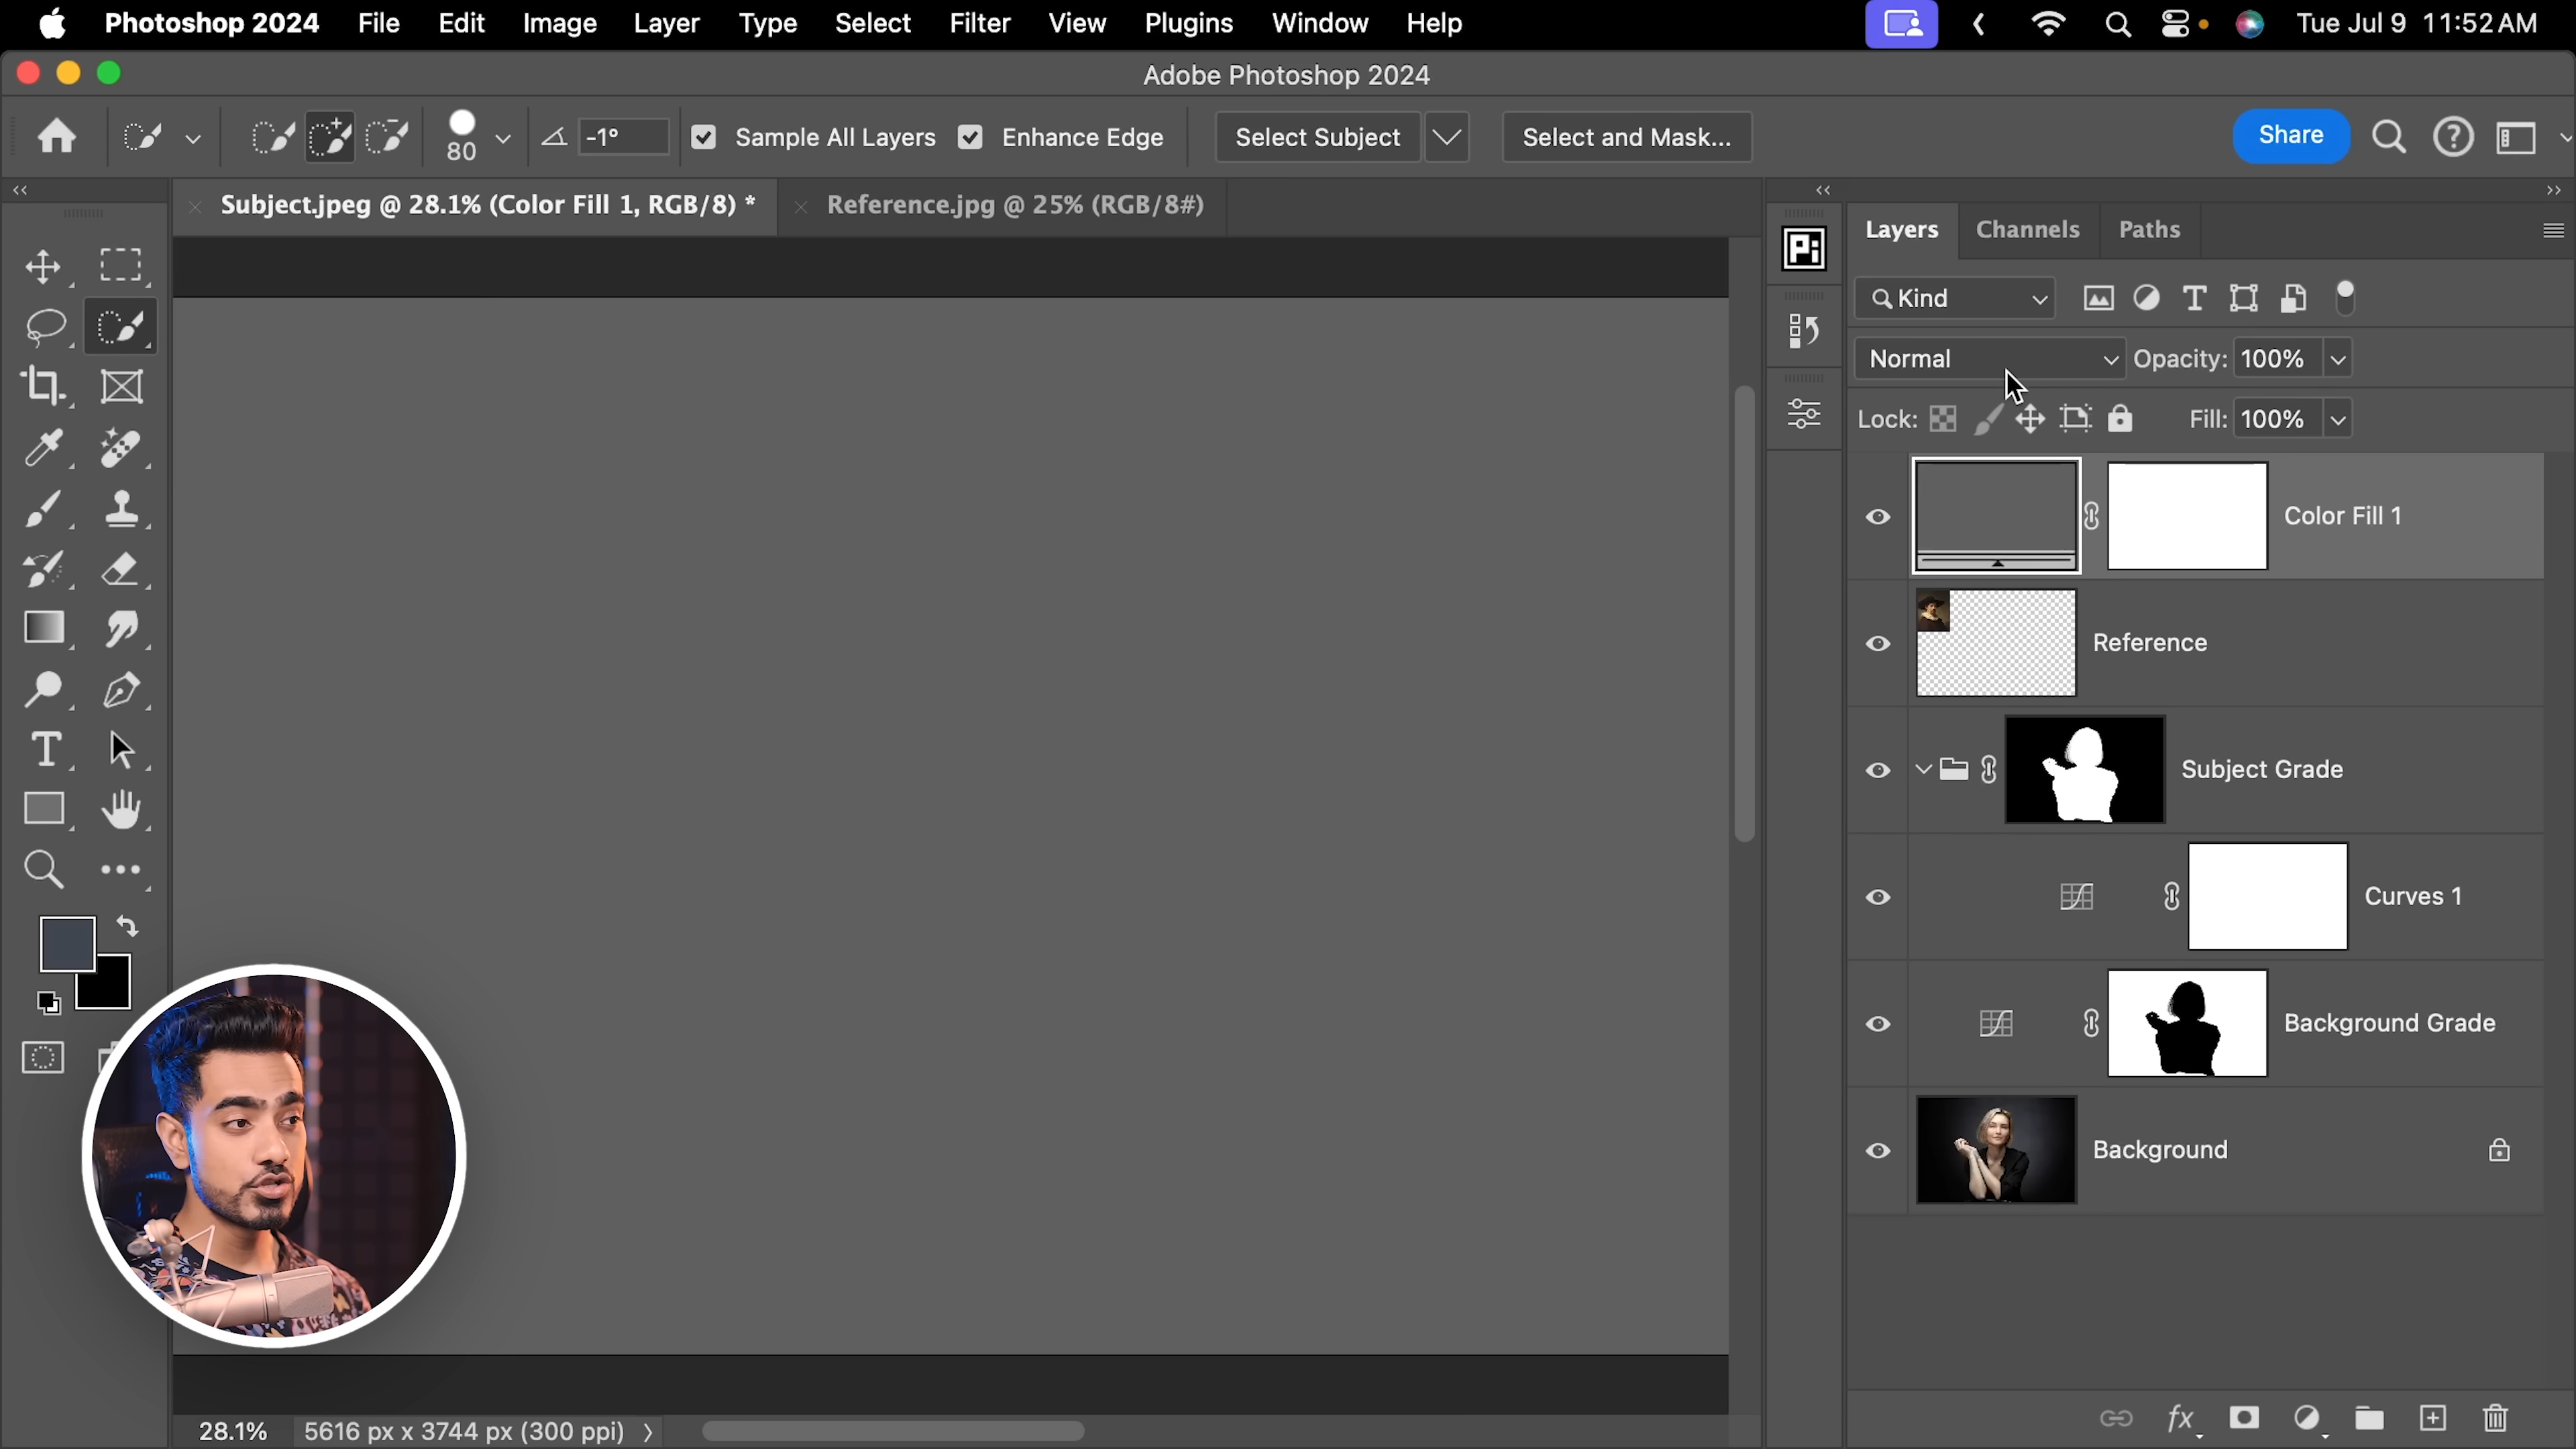 Photoshop 2024 File Edit Image Layer Type Select Filter View Plugins Window Help Tue Jul 9 11:52 AM
Adobe Photoshop 2024
80 -1° Sample All Layers Enhance Edge Select Subject Select and Mask... Share
Subject.jpeg @ 28.1% (Color Fill 1, RGB/8) * Reference.jpg @ 25% (RGB/8#)
Layers Channels Paths
Kind
Normal Opacity: 100%
Lock: Fill: 100%
Color Fill 1
Reference
Subject Grade
Curves 1
Background Grade
Background
28.1% 5616 px x 3744 px (300 ppi)
fx